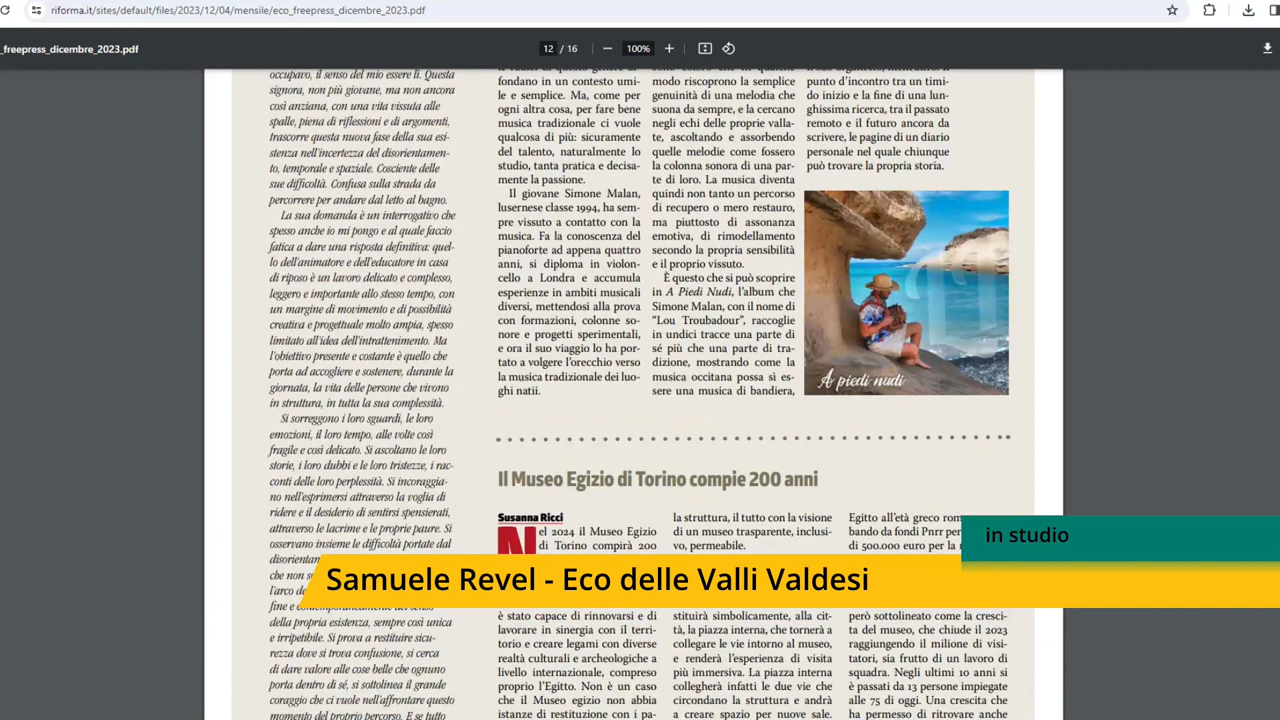 riforma.it/sites/default/files/2023/12/04/mensile/eco_freepress_dicembre_2023.pdf
_freepress_dicembre_2023.pdf
12 / 16
100%
occupavo, il senso del mio essere lì. Questa
signora, non più giovane, ma non ancora
così anziana, con una vita vissuta alle
spalle, piena di riflessioni e di argomenti,
trascorre questa nuova fase della sua esi-
stenza nell'incertezza del disorientamen-
to, temporale e spaziale. Cosciente delle
sue difficoltà. Confusa sulla strada da
percorrere per andare dal letto al bagno.
La sua domanda è un interrogativo che
spesso anche io mi pongo e al quale faccio
fatica a dare una risposta definitiva: quel-
lo dell'animatore e dell'educatore in casa
di riposo è un lavoro delicato e complesso,
leggero e importante allo stesso tempo, con
un margine di movimento e di possibilità
creativa e progettuale molto ampia, spesso
limitato all'idea dell'intrattenimento. Ma
l'obiettivo presente e costante è quello che
porta ad accogliere e sostenere, durante la
giornata, la vita delle persone che vivono
in struttura, in tutta la sua complessità.
Si sorreggono i loro sguardi, le loro
emozioni, il loro tempo, alle volte così
fragile e così delicato. Si ascoltano le loro
storie, i loro dubbi e le loro tristezze, i rac-
conti delle loro perplessità. Si incoraggia-
no nell'esprimersi attraverso la voglia di
ridere e il desiderio di sentirsi spensierati,
attraverso le lacrime e le proprie paure. Si
osservano insieme le difficoltà portate dal
disorientan
che non s
l'arco de
fine e contemporaneamente del senso
della propria esistenza, sempre così unica
e irripetibile. Si prova a restituire sicu-
rezza dove si trova confusione, si cerca
di dare valore alle cose belle che ognuno
porta dentro di sé, si sottolinea il grande
coraggio che ci vuole nell'affrontare questo
momento del proprio percorso. E se tutto
fondano in un contesto umi-
le e semplice. Ma, come per
ogni altra cosa, per fare bene
musica tradizionale ci vuole
qualcosa di più: sicuramente
del talento, naturalmente lo
studio, tanta pratica e decisa-
mente la passione.
Il giovane Simone Malan,
lusernese classe 1994, ha sem-
pre vissuto a contatto con la
musica. Fa la conoscenza del
pianoforte ad appena quattro
anni, si diploma in violon-
cello a Londra e accumula
esperienze in ambiti musicali
diversi, mettendosi alla prova
con formazioni, colonne so-
nore e progetti sperimentali,
e ora il suo viaggio lo ha por-
tato a volgere l'orecchio verso
la musica tradizionale dei luo-
ghi natii.
modo riscoprono la semplice
genuinità di una melodia che
suona da sempre, e la cercano
negli echi delle proprie valla-
te, ascoltando e assorbendo
quelle melodie come fossero
la colonna sonora di una par-
te di loro. La musica diventa
quindi non tanto un percorso
di recupero o mero restauro,
ma piuttosto di assonanza
emotiva, di rimodellamento
secondo la propria sensibilità
e il proprio vissuto.
È questo che si può scoprire
in A Piedi Nudi, l'album che
Simone Malan, con il nome di
"Lou Troubadour", raccoglie
in undici tracce una parte di
sé più che una parte di tra-
dizione, mostrando come la
musica occitana possa sì es-
sere una musica di bandiera,
punto d'incontro tra un timi-
do inizio e la fine di una lun-
ghissima ricerca, tra il passato
remoto e il futuro ancora da
scrivere, le pagine di un diario
personale nel quale chiunque
può trovare la propria storia.
A piedi nudi
Il Museo Egizio di Torino compie 200 anni
Susanna Ricci
Nel 2024 il Museo Egizio
di Torino compirà 200
è stato capace di rinnovarsi e di
lavorare in sinergia con il terri-
torio e creare legami con diverse
realtà culturali e archeologiche a
livello internazionale, compreso
proprio l'Egitto. Non è un caso
che il Museo egizio non abbia
istanze di restituzione con i pa-
la struttura, il tutto con la visione
di un museo trasparente, inclusi-
vo, permeabile.
stituirà simbolicamente, alla cit-
tà, la piazza interna, che tornerà a
collegare le vie intorno al museo,
e renderà l'esperienza di visita
più immersiva. La piazza interna
collegherà infatti le due vie che
circondano la struttura e andrà
a creare spazio per nuove sale.
Egitto all'età greco rom
bando da fondi Pnrr per
di 500.000 euro per la
però sottolineato come la cresci-
ta del museo, che chiude il 2023
raggiungendo il milione di visi-
tatori, sia frutto di un lavoro di
squadra. Negli ultimi 10 anni si
è passati da 13 persone impiegate
alle 75 di oggi. Una crescita che
ha permesso di ritrovare anche
in studio
Samuele Revel - Eco delle Valli Valdesi